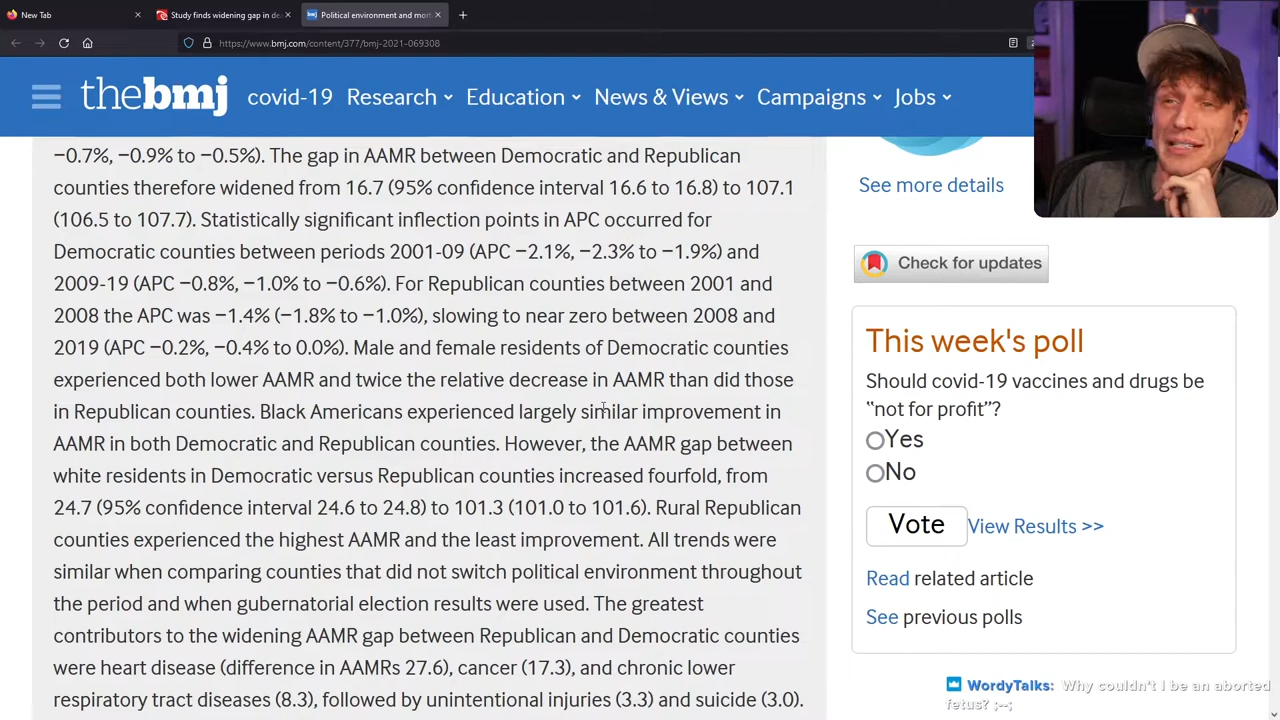 New Tab
Study finds widening gap in de
Political environment and mor
https://www.bmj.com/content/377/bmj-2021-069308
thebmj
covid-19
Research
Education
News & Views
Campaigns
Jobs
−0.7%, −0.9% to −0.5%). The gap in AAMR between Democratic and Republican
counties therefore widened from 16.7 (95% confidence interval 16.6 to 16.8) to 107.1
(106.5 to 107.7). Statistically significant inflection points in APC occurred for
Democratic counties between periods 2001-09 (APC −2.1%, −2.3% to −1.9%) and
2009-19 (APC −0.8%, −1.0% to −0.6%). For Republican counties between 2001 and
2008 the APC was −1.4% (−1.8% to −1.0%), slowing to near zero between 2008 and
2019 (APC −0.2%, −0.4% to 0.0%). Male and female residents of Democratic counties
experienced both lower AAMR and twice the relative decrease in AAMR than did those
in Republican counties. Black Americans experienced largely similar improvement in
AAMR in both Democratic and Republican counties. However, the AAMR gap between
white residents in Democratic versus Republican counties increased fourfold, from
24.7 (95% confidence interval 24.6 to 24.8) to 101.3 (101.0 to 101.6). Rural Republican
counties experienced the highest AAMR and the least improvement. All trends were
similar when comparing counties that did not switch political environment throughout
the period and when gubernatorial election results were used. The greatest
contributors to the widening AAMR gap between Republican and Democratic counties
were heart disease (difference in AAMRs 27.6), cancer (17.3), and chronic lower
respiratory tract diseases (8.3), followed by unintentional injuries (3.3) and suicide (3.0).
See more details
Check for updates
This week's poll
Should covid-19 vaccines and drugs be
"not for profit"?
Yes
No
Vote
View Results >>
Read related article
See previous polls
WordyTalks: Why couldn't I be an aborted
fetus? ;--;